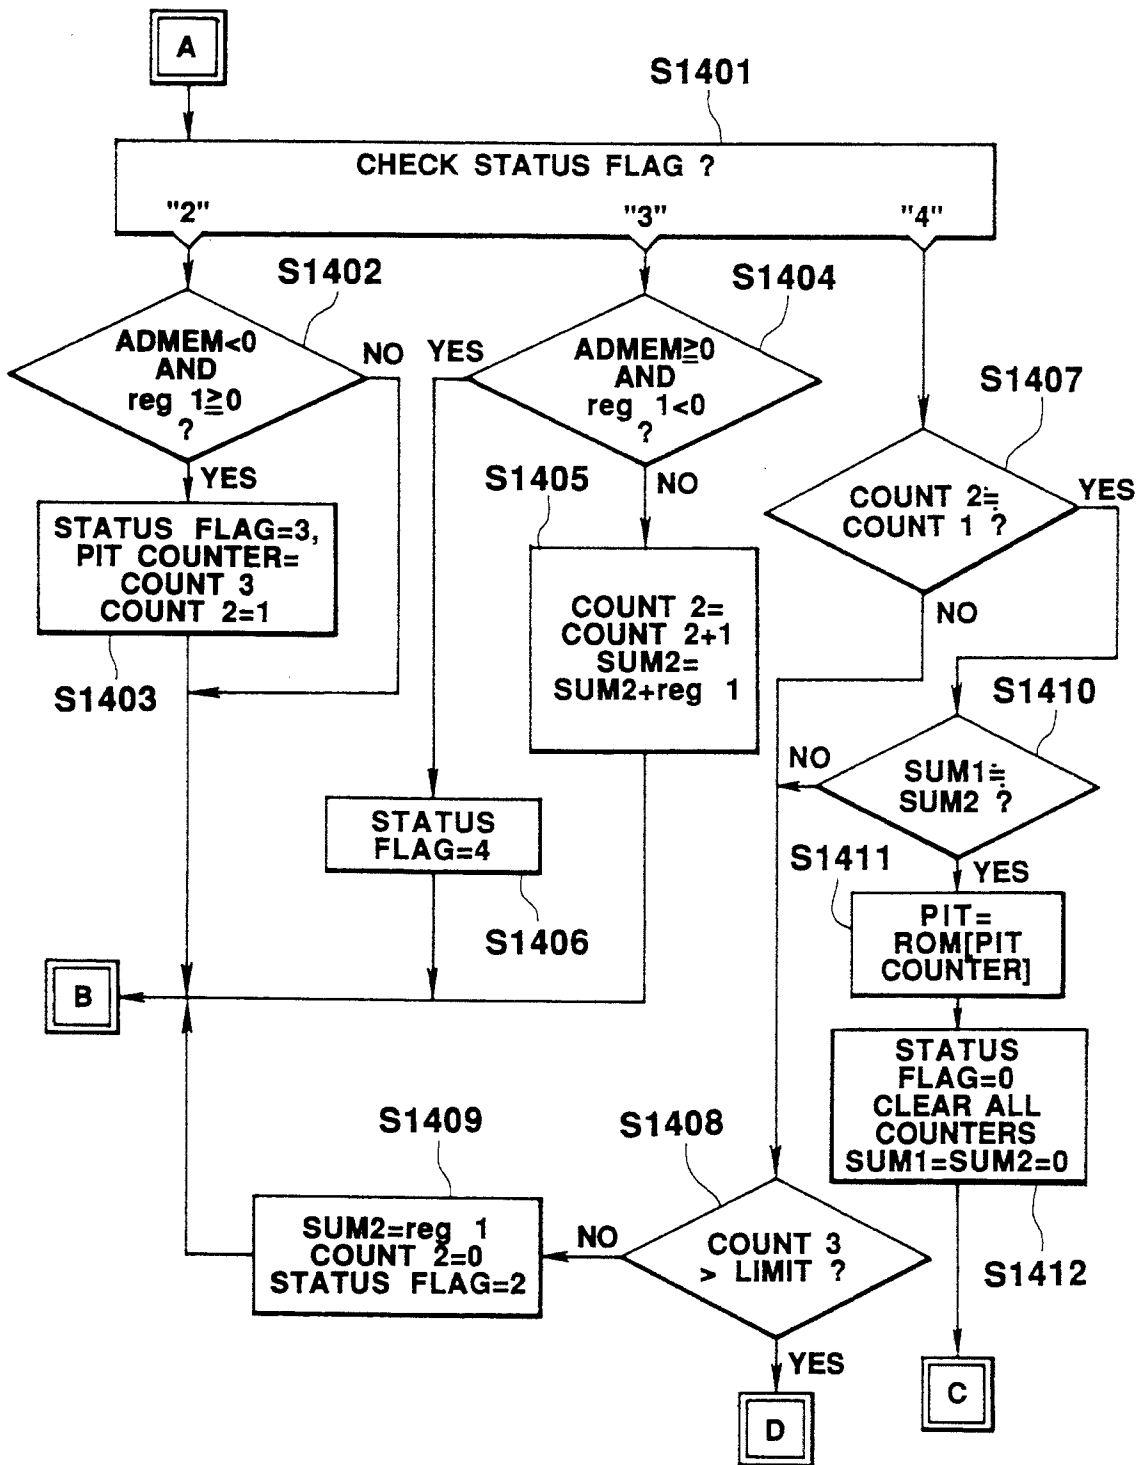 A
S1401
CHECK STATUS FLAG ?
"2"
"3"
"4"
S1402
ADMEM<0
AND
reg 1≧0
?
NO
YES
STATUS FLAG=3,
PIT COUNTER=
COUNT 3
COUNT 2=1
S1403
S1404
YES
ADMEM≧0
AND
reg 1<0
?
NO
S1405
COUNT 2=
COUNT 2+1
SUM2=
SUM2+reg 1
STATUS
FLAG=4
S1406
S1407
COUNT 2≒
COUNT 1 ?
YES
NO
S1410
NO
SUM1≒
SUM2 ?
YES
S1411
PIT=
ROM[PIT
COUNTER]
STATUS
FLAG=0
CLEAR ALL
COUNTERS
SUM1=SUM2=0
S1412
B
S1409
SUM2=reg 1
COUNT 2=0
STATUS FLAG=2
S1408
NO
COUNT 3
> LIMIT ?
YES
D
C